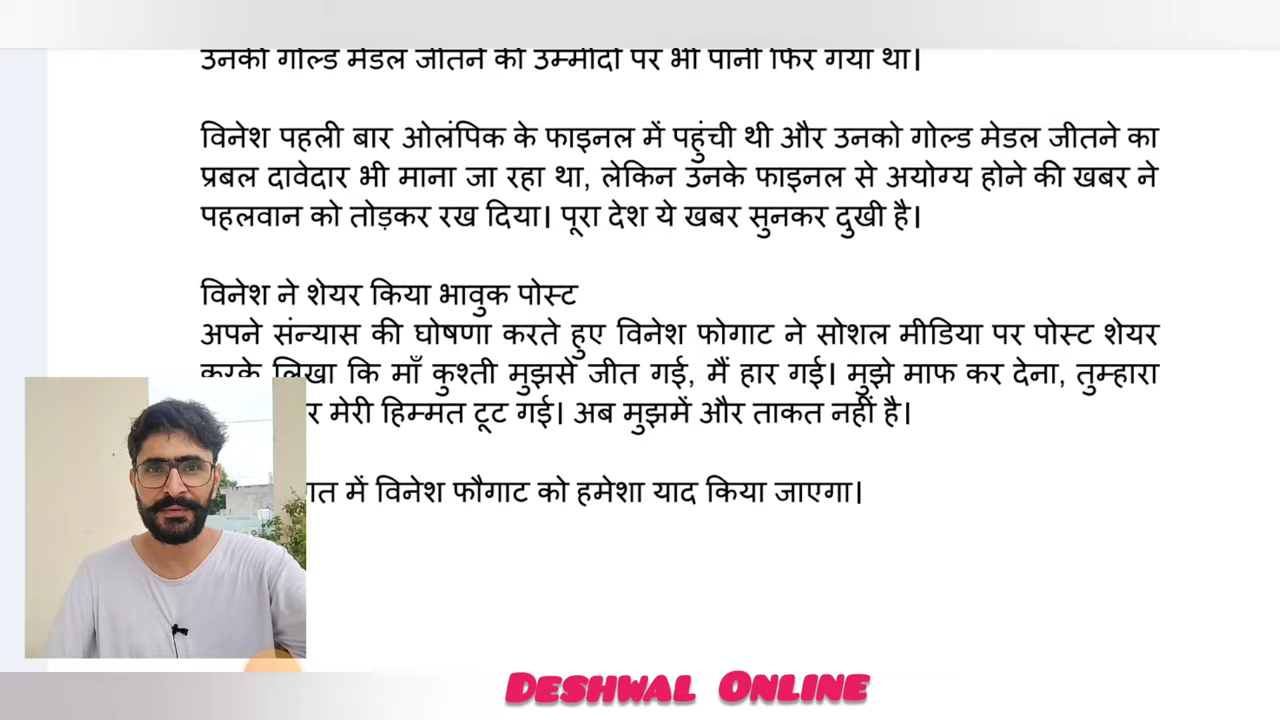 उनकी गोल्ड मेडल जीतने की उम्मीदों पर भी पानी फिर गया था।
विनेश पहली बार ओलंपिक के फाइनल में पहुंची थी और उनको गोल्ड मेडल जीतने का
प्रबल दावेदार भी माना जा रहा था, लेकिन उनके फाइनल से अयोग्य होने की खबर ने
पहलवान को तोड़कर रख दिया। पूरा देश ये खबर सुनकर दुखी है।
विनेश ने शेयर किया भावुक पोस्ट
अपने संन्यास की घोषणा करते हुए विनेश फोगाट ने सोशल मीडिया पर पोस्ट शेयर
करके लिखा कि माँ कुश्ती मुझसे जीत गई, मैं हार गई। मुझे माफ कर देना, तुम्हारा
मेरी हिम्मत टूट गई। अब मुझमें और ताकत नहीं है।
में विनेश फौगाट को हमेशा याद किया जाएगा।
DESHWAL ONLINE